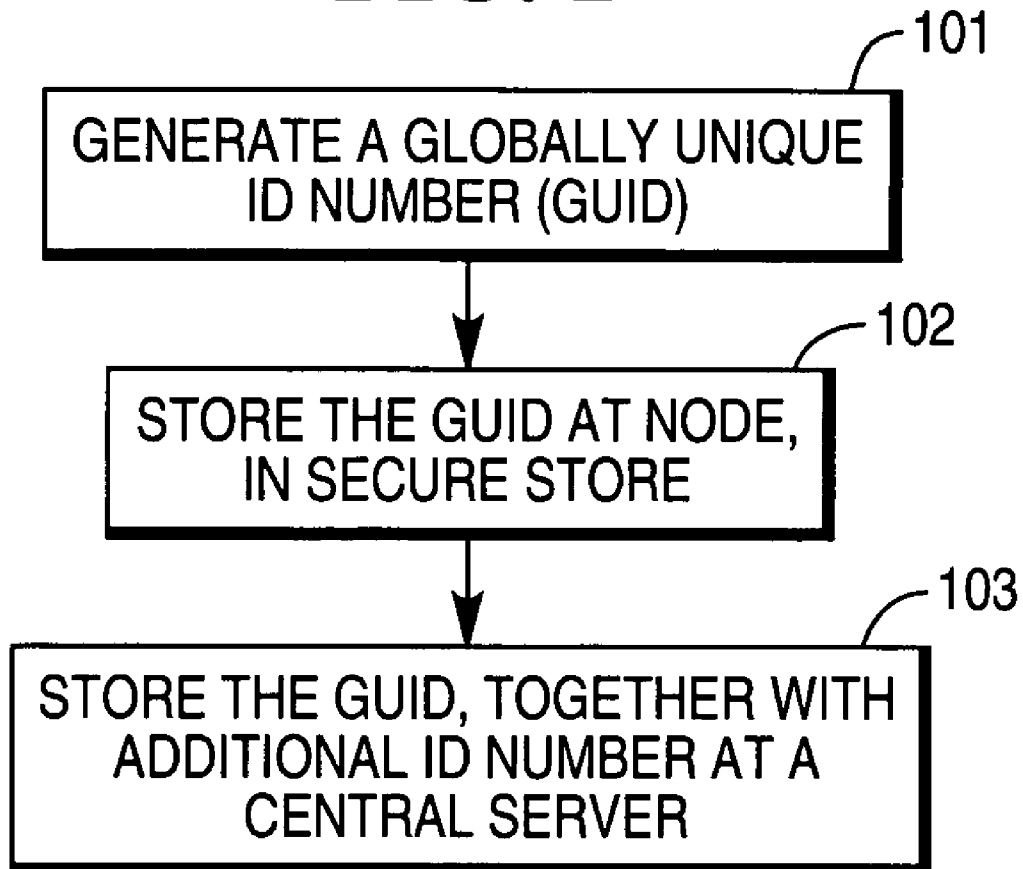 101
GENERATE A GLOBALLY UNIQUE
ID NUMBER (GUID)
102
STORE THE GUID AT NODE,
IN SECURE STORE
103
STORE THE GUID, TOGETHER WITH
ADDITIONAL ID NUMBER AT A
CENTRAL SERVER